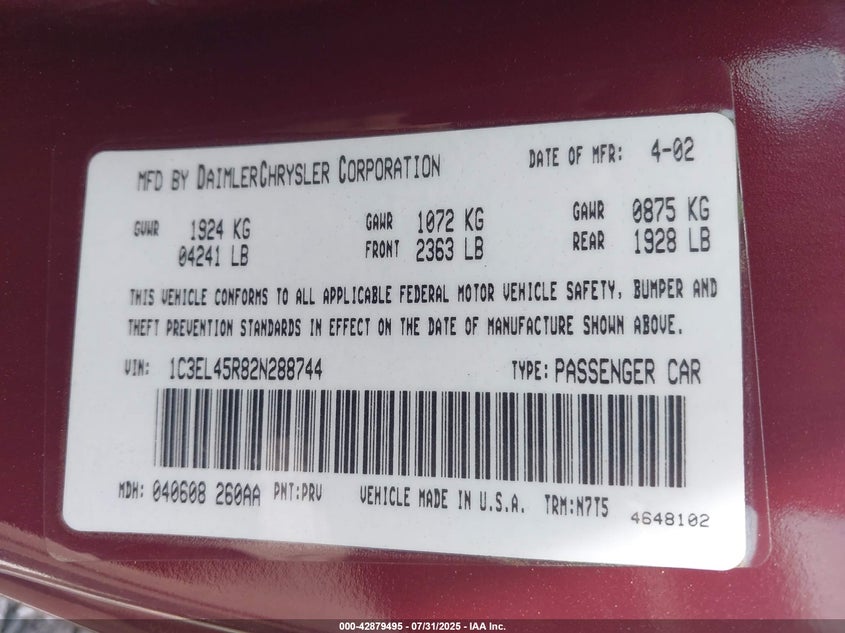 MFD BY DAIMLERCHRYSLER CORPORATION DATE OF MFR: 4-02
GVWR 1924 KG GAWR 1072 KG GAWR 0875 KG
04241 LB FRONT 2363 LB REAR 1928 LB
THIS VEHICLE CONFORMS TO ALL APPLICABLE FEDERAL MOTOR VEHICLE SAFETY, BUMPER AND
THEFT PREVENTION STANDARDS IN EFFECT ON THE DATE OF MANUFACTURE SHOWN ABOVE.
VIN: 1C3EL45R82N288744 TYPE: PASSENGER CAR
MDH: 040608 260AA PNT:PRV VEHICLE MADE IN U.S.A. TRM:N7T5
4648102
000-42879495 - 07/31/2025 - IAA Inc.